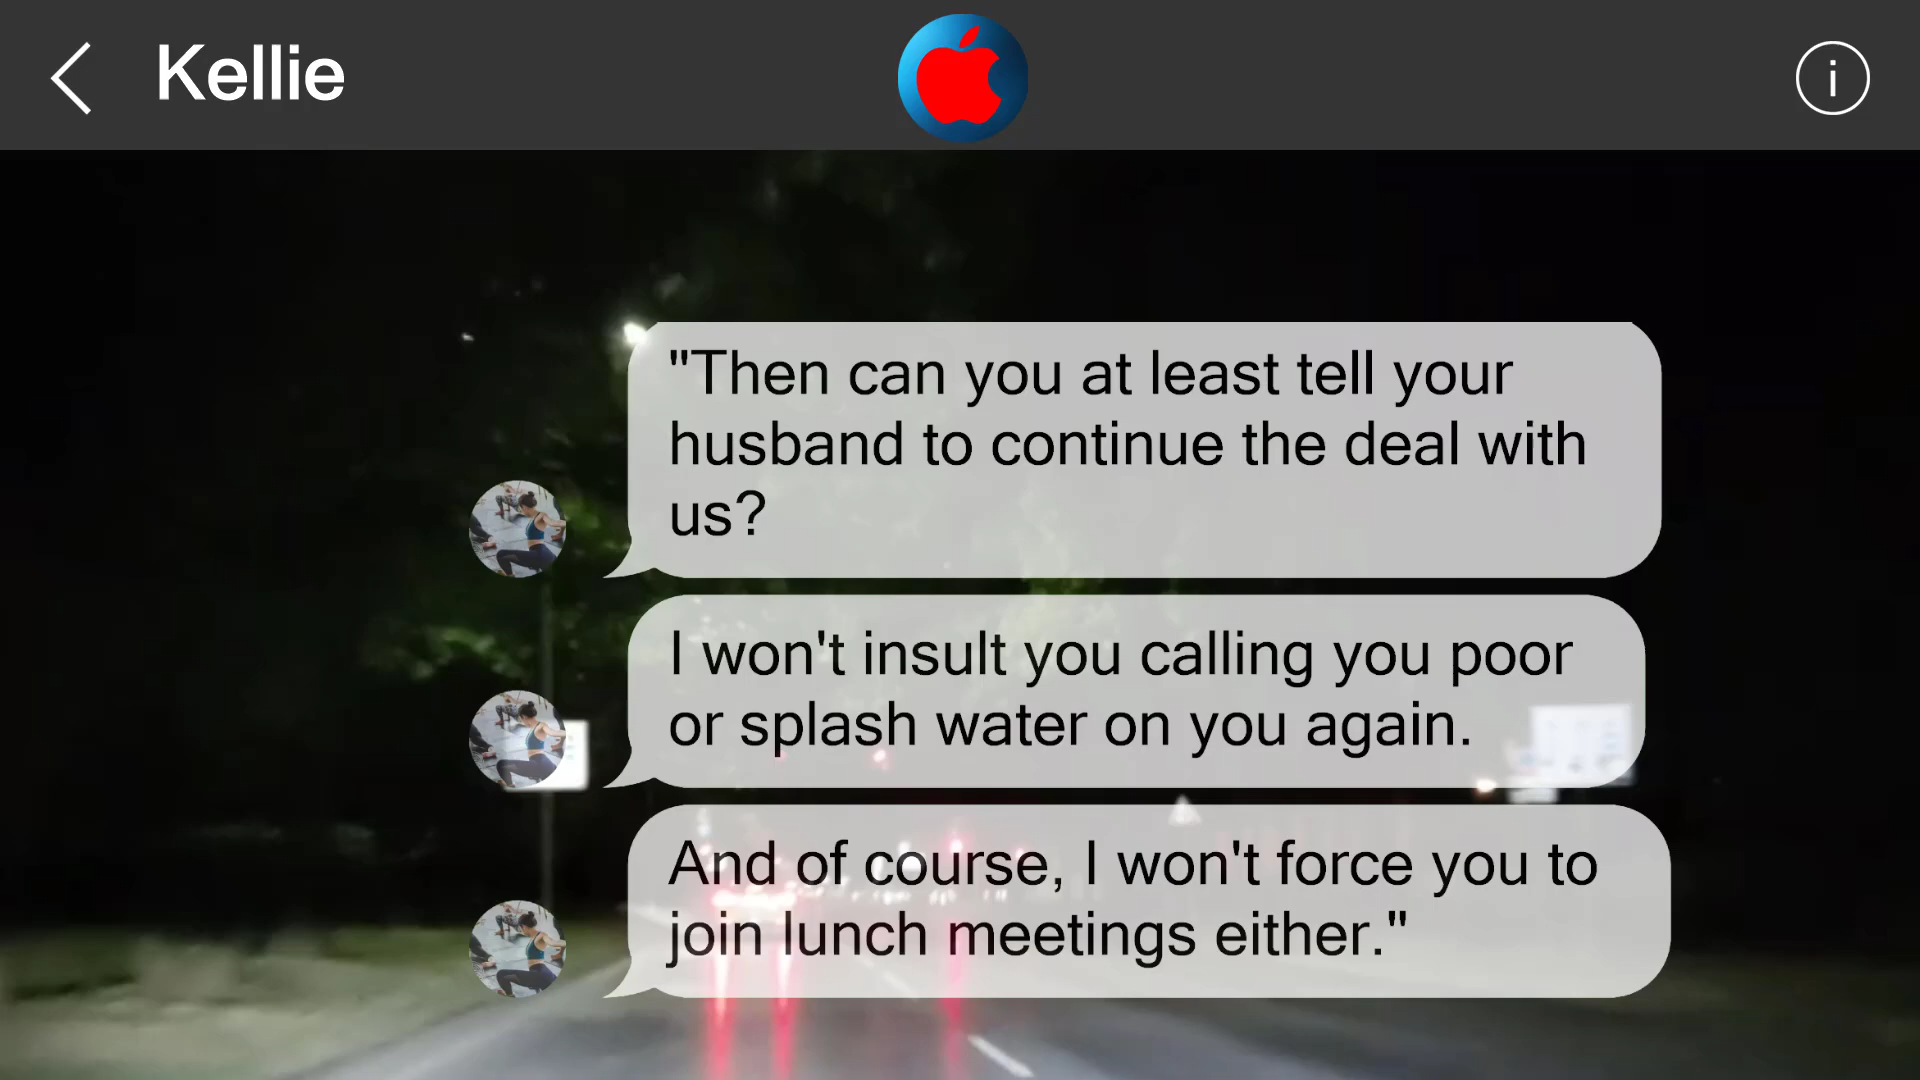 Kellie
i
"Then can you at least tell your
husband to continue the deal with
us?
I won't insult you calling you poor
or splash water on you again.
And of course, I won't force you to
join lunch meetings either."